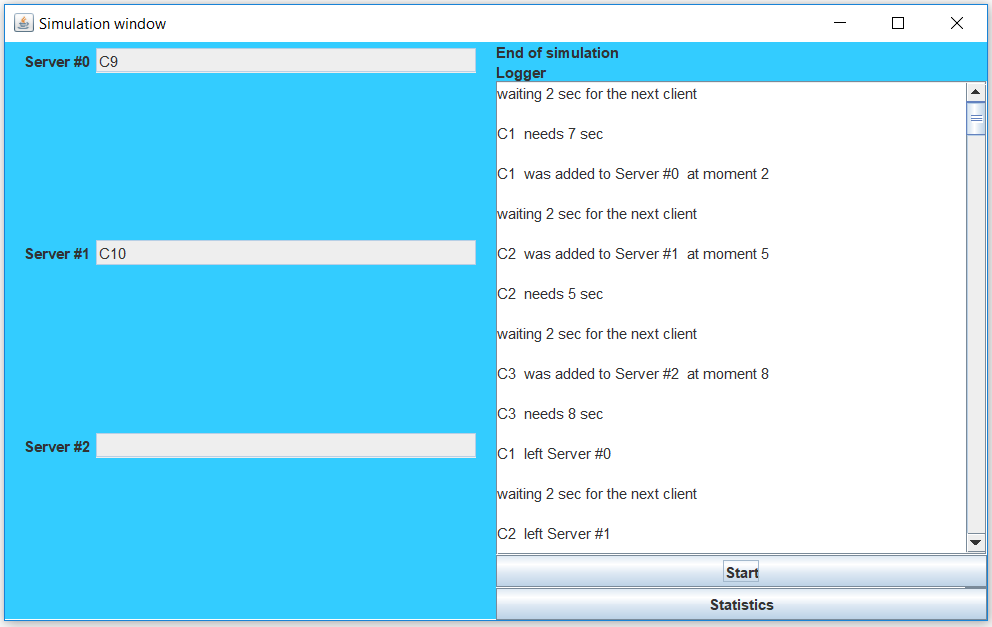 Simulation window
Server #0 C9
Server #1 C10
Server #2
End of simulation
Logger
waiting 2 sec for the next client
C1  needs 7 sec
C1  was added to Server #0  at moment 2
waiting 2 sec for the next client
C2  was added to Server #1  at moment 5
C2  needs 5 sec
waiting 2 sec for the next client
C3  was added to Server #2  at moment 8
C3  needs 8 sec
C1  left Server #0
waiting 2 sec for the next client
C2  left Server #1
Start
Statistics